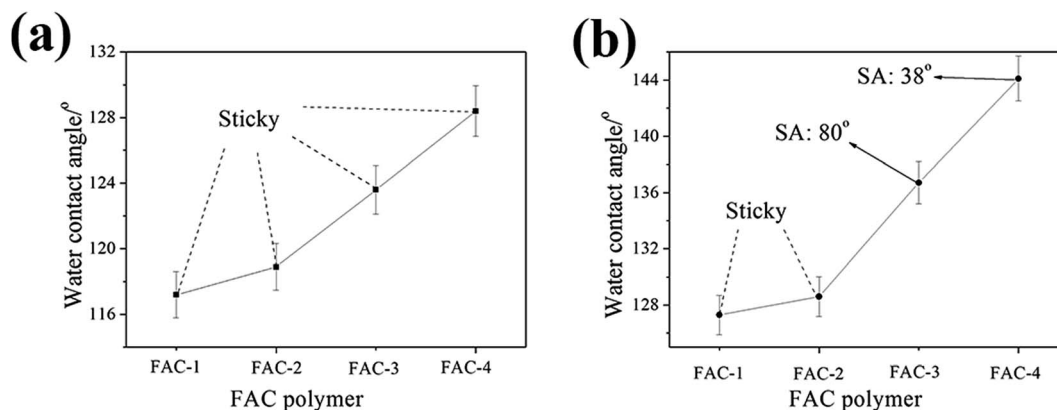 (a)
132
128
124
120
116
Water contact angle/°
Sticky
FAC-1 FAC-2 FAC-3 FAC-4
FAC polymer
(b)
144
140
136
132
128
Water contact angle/°
SA: 38°
SA: 80°
Sticky
FAC-1 FAC-2 FAC-3 FAC-4
FAC polymer